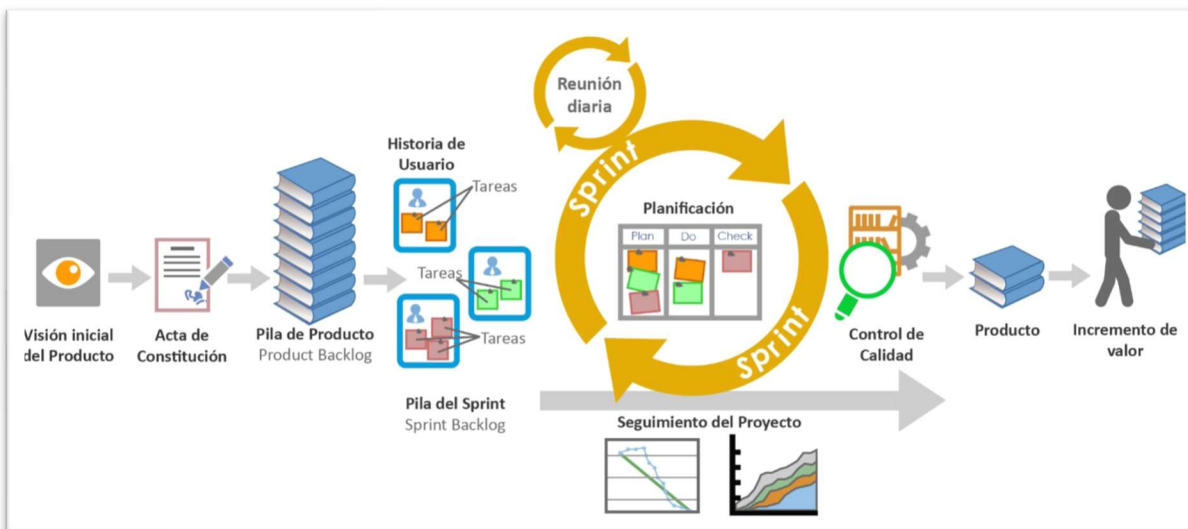 Reunión
diaria
Historia de
Usuario
Tareas
Sprint
Planificación
Plan Do Check
Tareas
Tareas
Sprint
Visión inicial
del Producto
Acta de
Constitución
Pila de Producto
Product Backlog
Control de
Calidad
Producto
Incremento de
valor
Pila del Sprint
Sprint Backlog
Seguimiento del Proyecto